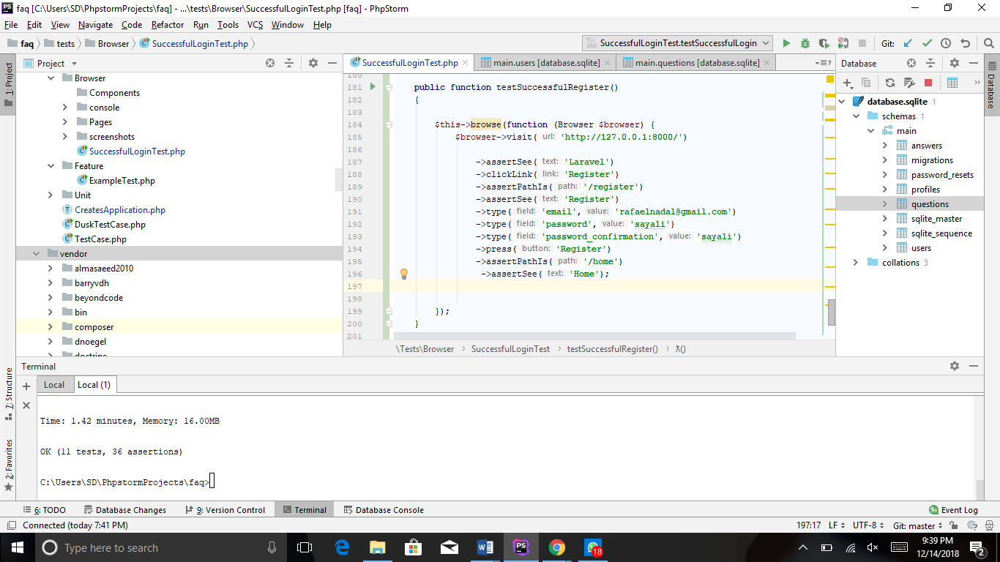 faq [C:\Users\SD\PhpstormProjects\faq] - ...\tests\Browser\SuccessfulLoginTest.php [faq] - PhpStorm
File Edit View Navigate Code Refactor Run Tools VCS Window Help
faq tests Browser SuccessfulLoginTest.php
SuccessfulLoginTest.testSuccessfulLogin
Git:
1: Project
Project
Browser
Components
console
Pages
screenshots
SuccessfulLoginTest.php
Feature
ExampleTest.php
Unit
CreatesApplication.php
DuskTestCase.php
TestCase.php
vendor
almasaeed2010
barryvdh
beyondcode
bin
composer
dnoegel
doctrine
SuccessfulLoginTest.php main.users [database.sqlite] main.questions [database.sqlite] 7
180
181 public function testSuccessfulRegister()
182 {
183
184 $this->browse(function (Browser $browser) {
185 $browser->visit( url: 'http://127.0.0.1:8000/')
186
187 ->assertSee( text: 'Laravel')
188 ->clickLink( link: 'Register')
189 ->assertPathIs( path: '/register')
190 ->assertSee( text: 'Register')
191 ->type( field: 'email', value: 'rafaelnadal@gmail.com')
192 ->type( field: 'password', value: 'sayali')
193 ->type( field: 'password_confirmation', value: 'sayali')
194 ->press( button: 'Register')
195 ->assertPathIs( path: '/home')
196 ->assertSee( text: 'Home');
197
198
199 });
200 }
201
\Tests\Browser SuccessfulLoginTest testSuccessfulRegister() λ()
Database
database.sqlite 1
schemas 1
main
answers
migrations
password_resets
profiles
questions
sqlite_master
sqlite_sequence
users
collations 3
Database
7: Structure
2: Favorites
Terminal
Local Local (1)
Time: 1.42 minutes, Memory: 16.00MB
OK (11 tests, 36 assertions)
C:\Users\SD\PhpstormProjects\faq>
6: TODO Database Changes 9: Version Control Terminal Database Console 9+ Event Log
Connected (today 7:41 PM) 197:17 LF UTF-8 Git: master
Type here to search
PS
18
9:39 PM
12/14/2018
2